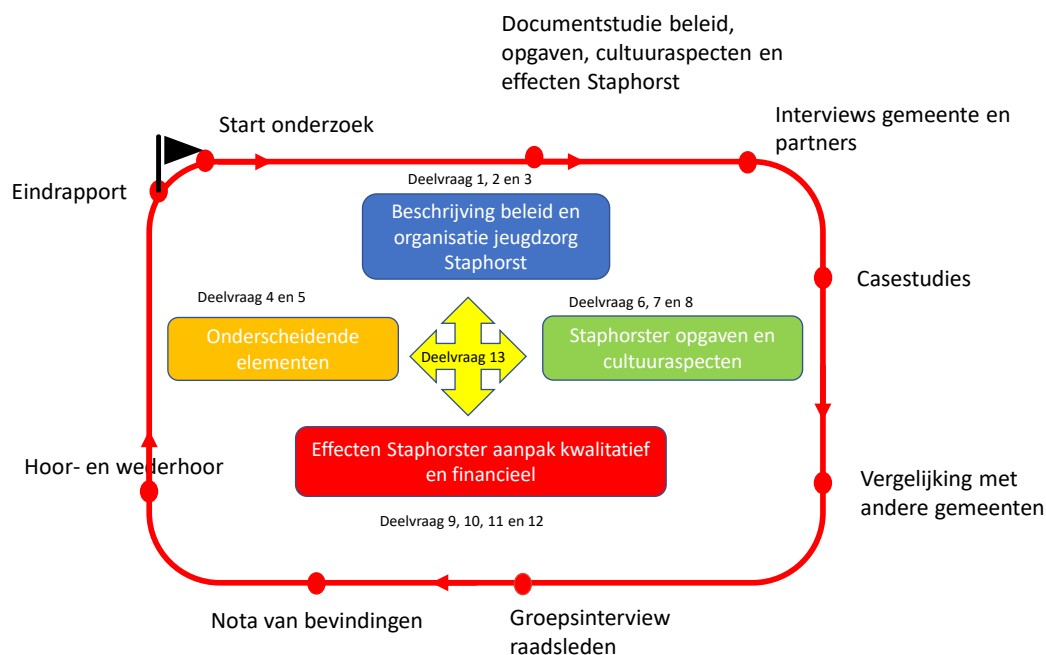 Documentstudie beleid,
opgaven, cultuuraspecten en
effecten Staphorst
Start onderzoek
Interviews gemeente en
partners
Eindrapport
Deelvraag 1, 2 en 3
Beschrijving beleid en
organisatie jeugdzorg
Staphorst
Casestudies
Deelvraag 4 en 5
Deelvraag 6, 7 en 8
Onderscheidende
elementen
Deelvraag 13
Staphorster opgaven en
cultuuraspecten
Effecten Staphorster aanpak kwalitatief
en financieel
Hoor- en wederhoor
Vergelijking met
andere gemeenten
Deelvraag 9, 10, 11 en 12
Nota van bevindingen
Groepsinterview
raadsleden